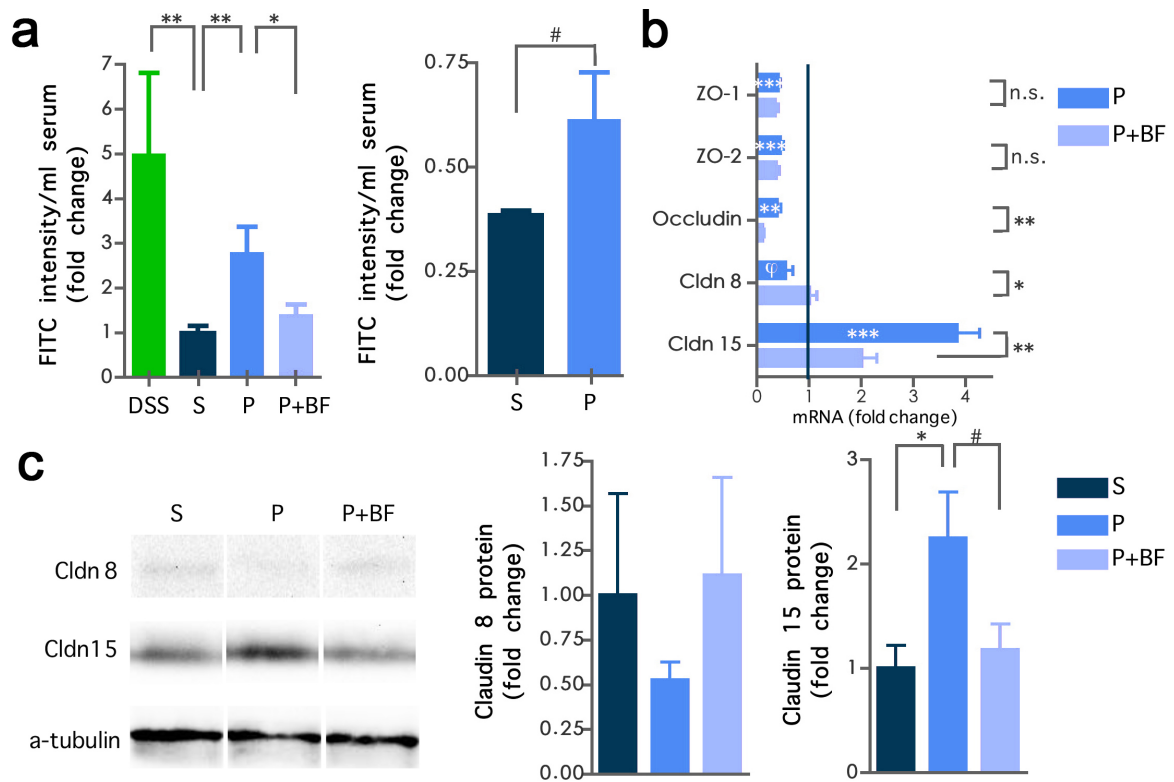 a
** ** *
FITC intensity/ml serum
(fold change)
7
6
5
4
3
2
1
0
DSS S P P+BF
#
FITC intensity/ml serum
(fold change)
0.75
0.50
0.25
0.00
S P
b
ZO-1 *** n.s.
ZO-2 *** n.s.
Occludin ** **
Cldn 8 φ *
Cldn 15 *** **
0 1 2 3 4
mRNA (fold change)
P
P+BF
c
S P P+BF
Cldn 8
Cldn15
a-tubulin
Claudin 8 protein
(fold change)
1.75
1.50
1.25
1.00
0.75
0.50
0.25
0.00
* #
Claudin 15 protein
(fold change)
3
2
1
0
S
P
P+BF